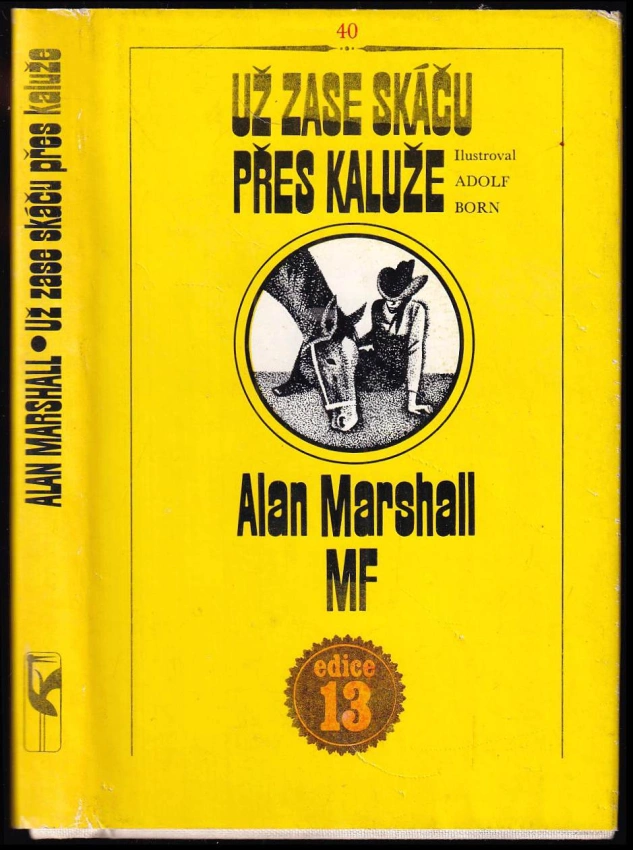 ALAN MARSHALL • Už zase skáču přes kaluže
40
UŽ ZASE SKÁČU
PŘES KALUŽE
Ilustroval
ADOLF
BORN
Alan Marshall
MF
edice
13